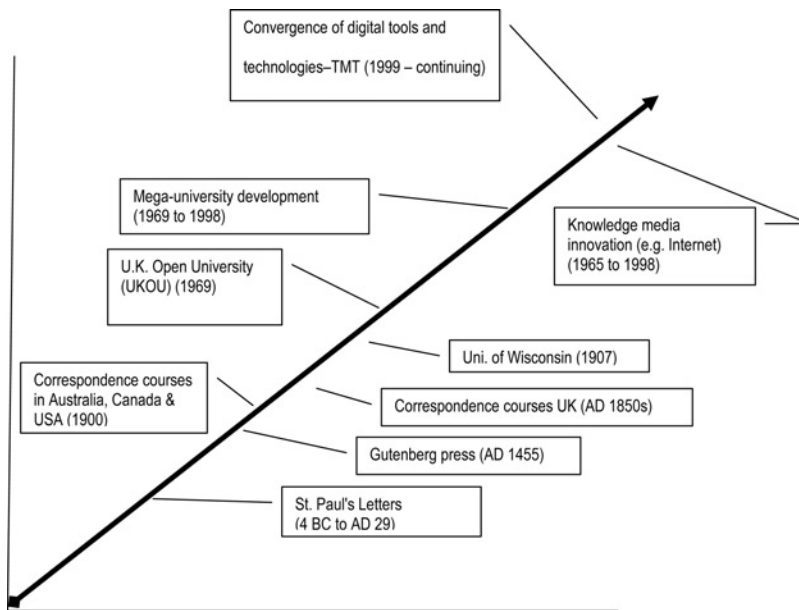 Convergence of digital tools and
technologies–TMT (1999 – continuing)
Mega-university development
(1969 to 1998)
Knowledge media
innovation (e.g. Internet)
(1965 to 1998)
U.K. Open University
(UKOU) (1969)
Uni. of Wisconsin (1907)
Correspondence courses
in Australia, Canada &
USA (1900)
Correspondence courses UK (AD 1850s)
Gutenberg press (AD 1455)
St. Paul's Letters
(4 BC to AD 29)